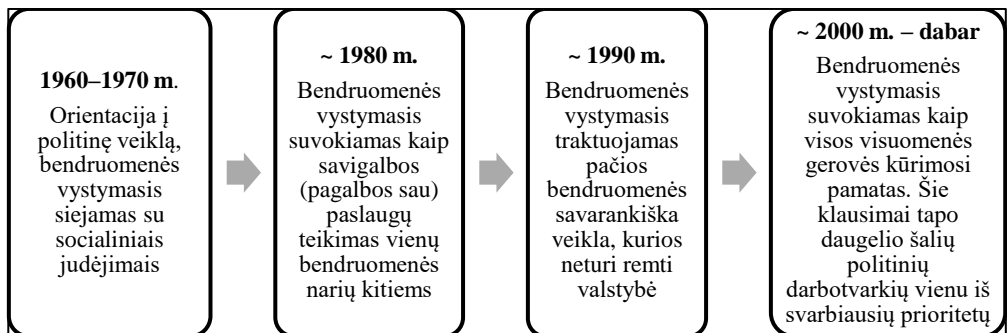 1960–1970 m.
Orientacija į
politinę veiklą,
bendruomenės
vystymasis
siejamas su
socialiniais
judėjimais
~ 1980 m.
Bendruomenės
vystymasis
suvokiamas kaip
savigalbos
(pagalbos sau)
paslaugų
teikimas vienų
bendruomenės
narių kitiems
~ 1990 m.
Bendruomenės
vystymasis
traktuojamas
pačios
bendruomenės
savarankiška
veikla, kurios
neturi remti
valstybė
~ 2000 m. – dabar
Bendruomenės
vystymasis
suvokiamas kaip
visos visuomenės
gerovės kūrimosi
pamatas. Šie
klausimai tapo
daugelio šalių
politinių
darbotvarkių vienu iš
svarbiausių prioritetų